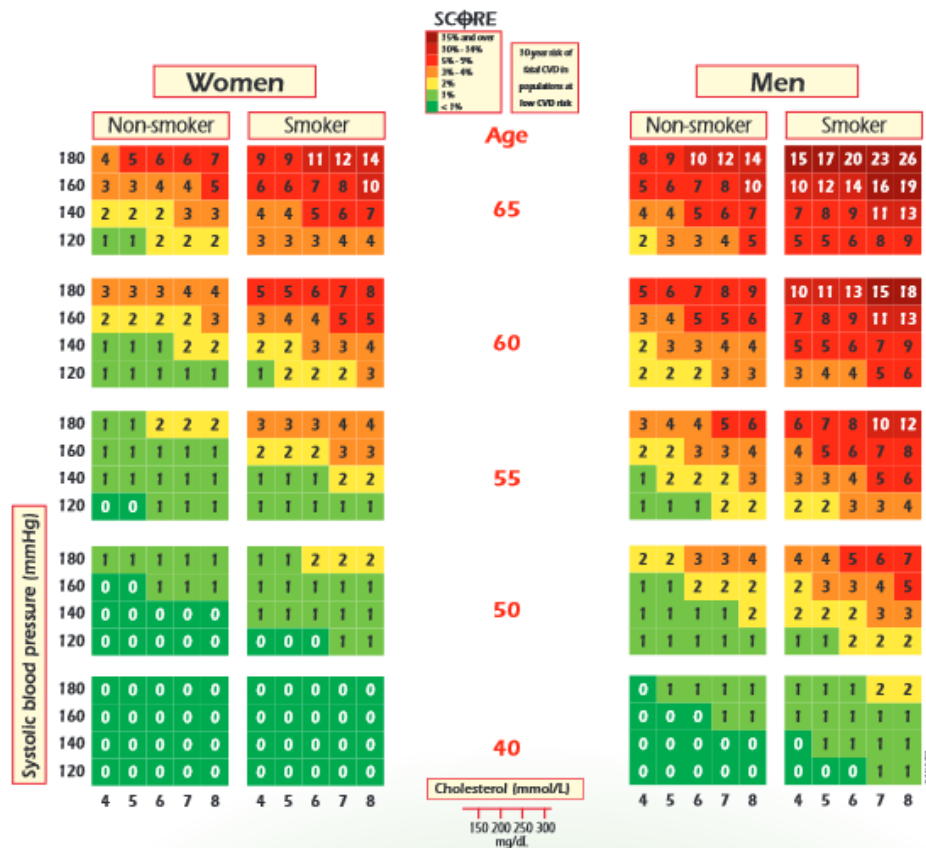 SCORE
15% and over
10% - 14%
5% - 9%
3% - 4%
2%
1%
< 1%
10 year risk of
fatal CVD in
populations at
low CVD risk
Women
Men
Non-smoker Smoker Age Non-smoker Smoker
180 4 5 6 6 7 9 9 11 12 14 8 9 10 12 14 15 17 20 23 26
160 3 3 4 4 5 6 6 7 8 10 5 6 7 8 10 10 12 14 16 19
65
140 2 2 2 3 3 4 4 5 6 7 4 4 5 6 7 7 8 9 11 13
120 1 1 2 2 2 3 3 3 4 4 2 3 3 4 5 5 5 6 8 9
180 3 3 3 4 4 5 5 6 7 8 5 6 7 8 9 10 11 13 15 18
160 2 2 2 2 3 3 4 4 5 5 3 4 5 5 6 7 8 9 11 13
60
140 1 1 1 2 2 2 2 3 3 4 2 3 3 4 4 5 5 6 7 9
120 1 1 1 1 1 1 2 2 2 3 2 2 2 3 3 3 4 4 5 6
180 1 1 2 2 2 3 3 3 4 4 3 4 4 5 6 6 7 8 10 12
160 1 1 1 1 1 2 2 2 3 3 2 2 3 3 4 4 5 6 7 8
55
140 1 1 1 1 1 1 1 1 2 2 1 2 2 2 3 3 3 4 5 6
120 0 0 1 1 1 1 1 1 1 1 1 1 1 2 2 2 2 3 3 4
180 1 1 1 1 1 1 1 2 2 2 2 2 3 3 4 4 4 5 6 7
160 0 0 1 1 1 1 1 1 1 1 1 1 2 2 2 2 3 3 4 5
50
140 0 0 0 0 0 1 1 1 1 1 1 1 1 1 2 2 2 2 3 3
120 0 0 0 0 0 0 0 0 1 1 1 1 1 1 1 1 1 2 2 2
180 0 0 0 0 0 0 0 0 0 0 0 1 1 1 1 1 1 1 2 2
160 0 0 0 0 0 0 0 0 0 0 0 0 0 1 1 1 1 1 1 1
140 0 0 0 0 0 0 0 0 0 0 0 0 0 0 0 0 1 1 1 1
40
120 0 0 0 0 0 0 0 0 0 0 0 0 0 0 0 0 0 0 1 1
4 5 6 7 8 4 5 6 7 8 4 5 6 7 8 4 5 6 7 8
Systolic blood pressure (mmHg)
Cholesterol (mmol/L)
150 200 250 300
mg/dL